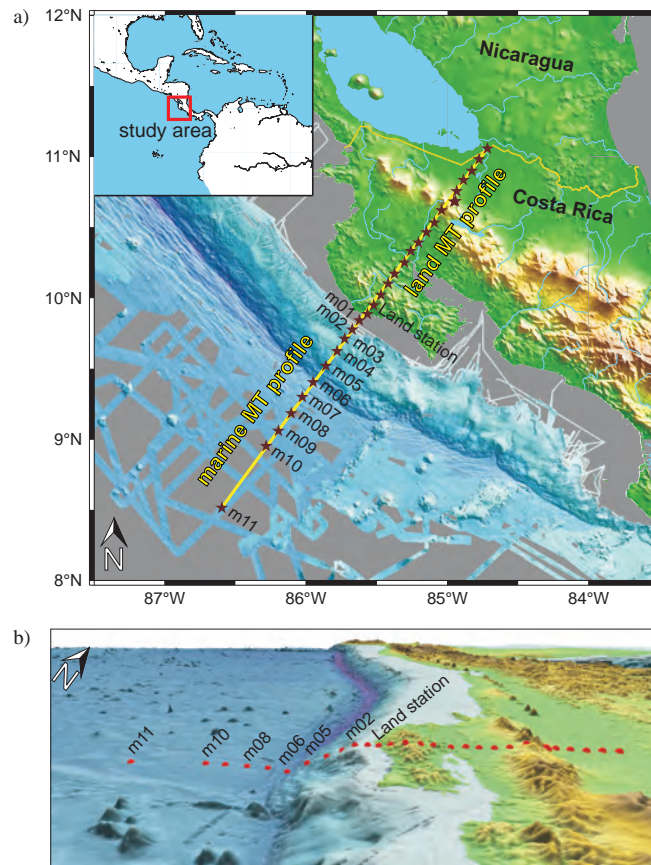 a)
12°N
11°N
10°N
9°N
8°N
87°W
86°W
85°W
84°W
study area
Nicaragua
Costa Rica
land MT profile
Land station
marine MT profile
m01
m02
m03
m04
m05
m06
m07
m08
m09
m10
m11
N
b)
N
m11
m10
m08
m06
m05
m02
Land station